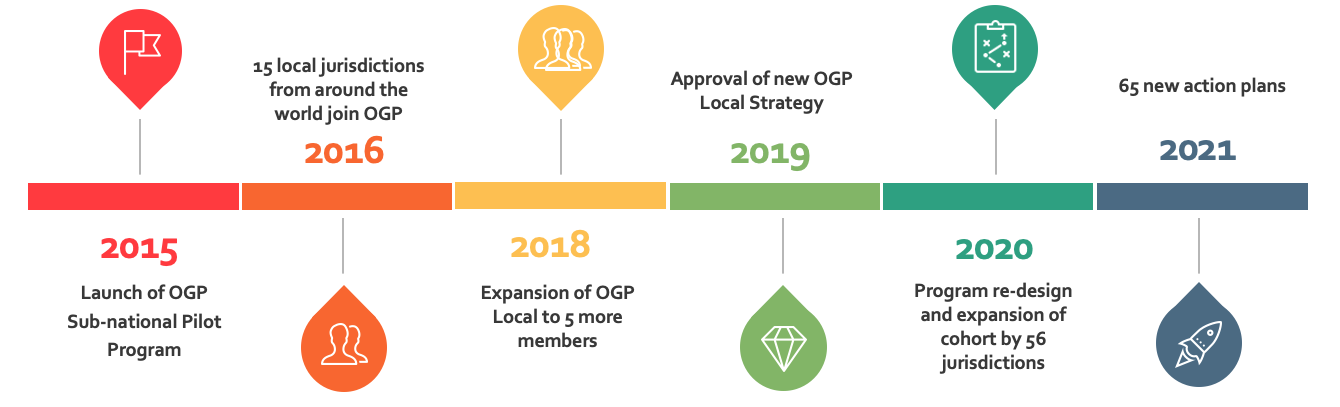 2015
Launch of OGP
Sub-national Pilot
Program
15 local jurisdictions
from around the
world join OGP
2016
2018
Expansion of OGP
Local to 5 more
members
Approval of new OGP
Local Strategy
2019
2020
Program re-design
and expansion of
cohort by 56
jurisdictions
65 new action plans
2021